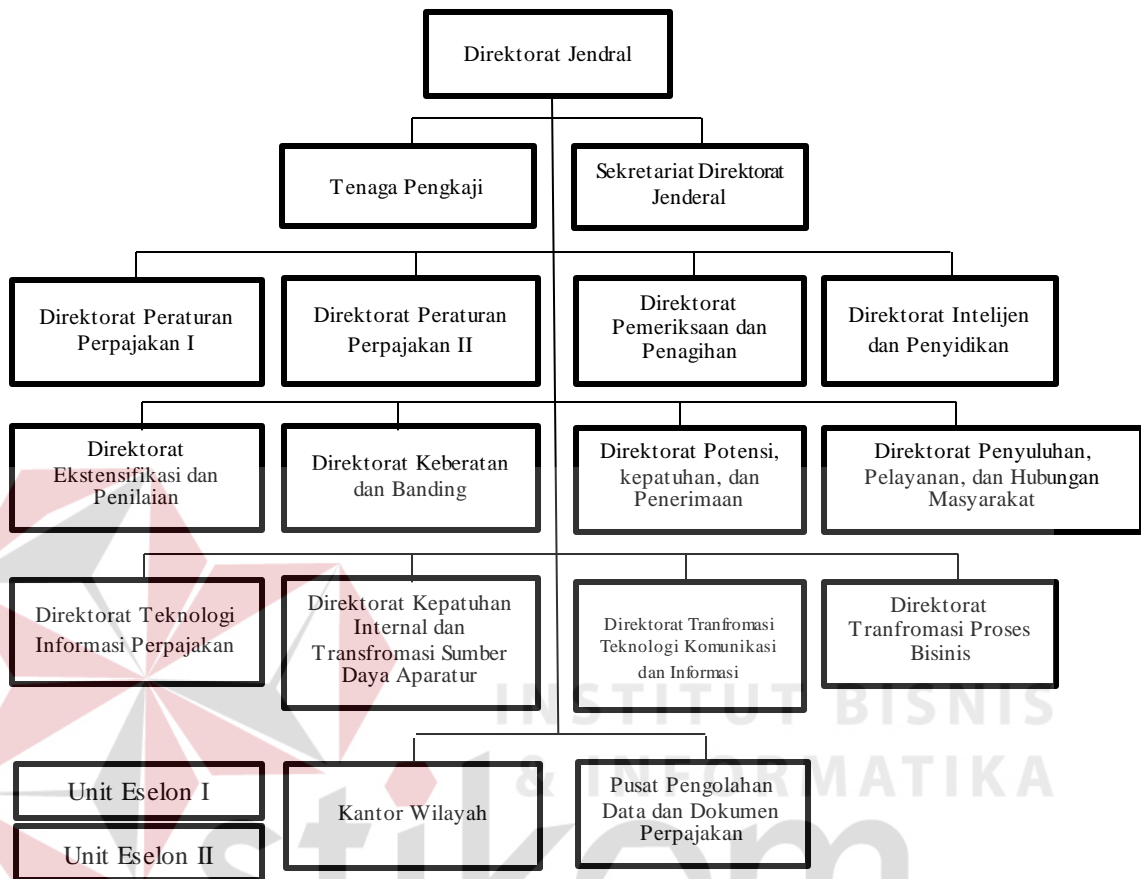 Direktorat Jendral
Tenaga Pengkaji
Sekretariat Direktorat
Jenderal
Direktorat Peraturan
Perpajakan I
Direktorat Peraturan
Perpajakan II
Direktorat
Pemeriksaan dan
Penagihan
Direktorat Intelijen
dan Penyidikan
Direktorat
Ekstensifikasi dan
Penilaian
Direktorat Keberatan
dan Banding
Direktorat Potensi,
kepatuhan, dan
Penerimaan
Direktorat Penyuluhan,
Pelayanan, dan Hubungan
Masyarakat
Direktorat Teknologi
Informasi Perpajakan
Direktorat Kepatuhan
Internal dan
Transfromasi Sumber
Daya Aparatur
Direktorat Tranfromasi
Teknologi Komunikasi
dan Informasi
Direktorat
Tranfromasi Proses
Bisinis
INSTITUT BISNIS
& INFORMATIKA
Unit Eselon I
Unit Eselon II
Kantor Wilayah
Pusat Pengolahan
Data dan Dokumen
Perpajakan
stikom